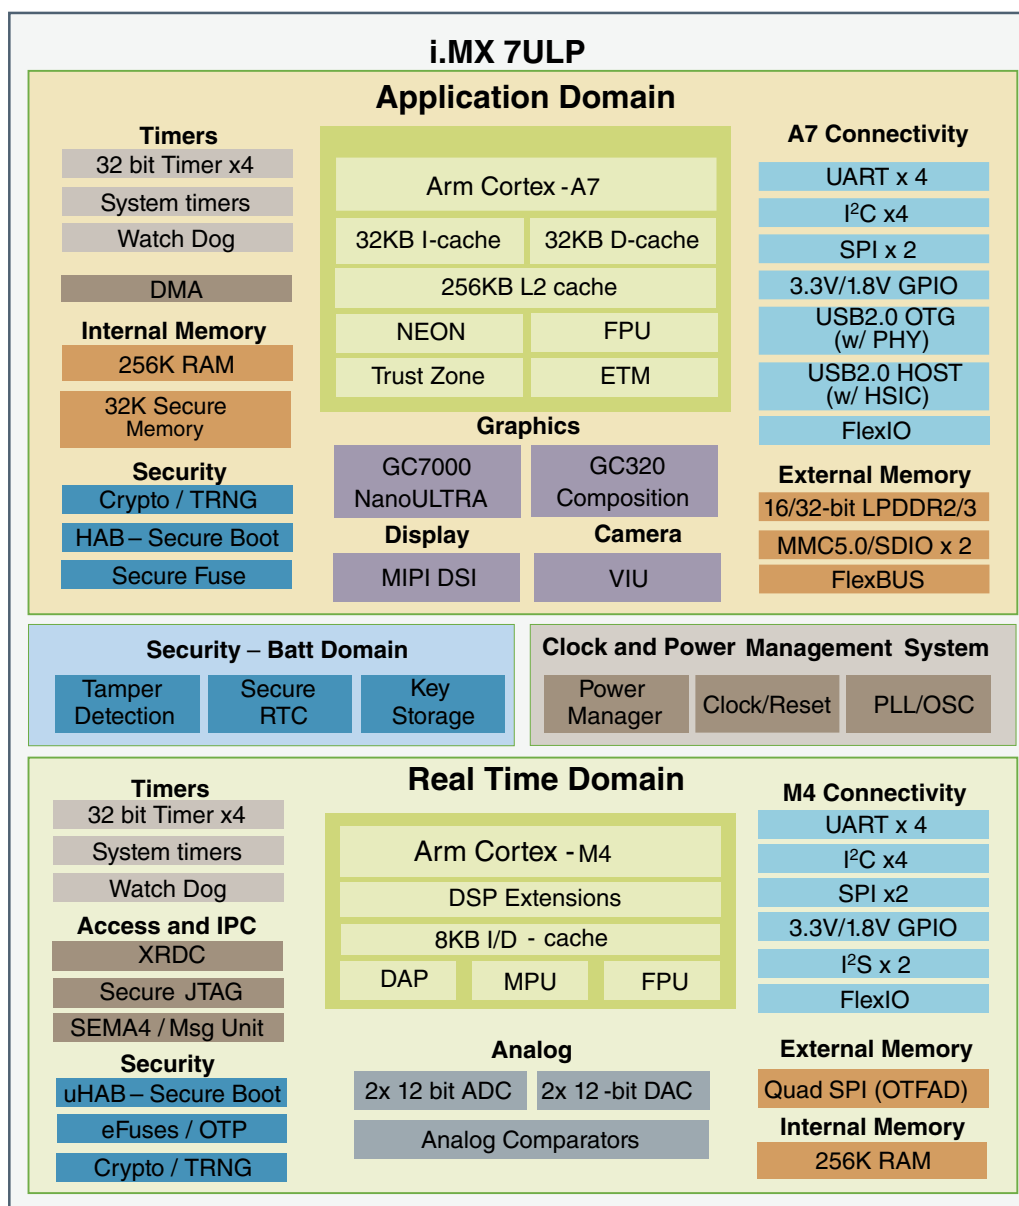 i.MX 7ULP
Application Domain
Timers
32 bit Timer x4
System timers
Watch Dog
DMA
Internal Memory
256K RAM
32K Secure
Memory
Security
Crypto / TRNG
HAB – Secure Boot
Secure Fuse
Arm Cortex -A7
32KB I-cache
32KB D-cache
256KB L2 cache
NEON
FPU
Trust Zone
ETM
Graphics
GC7000
NanoULTRA
GC320
Composition
Display
MIPI DSI
Camera
VIU
A7 Connectivity
UART x 4
I²C x4
SPI x 2
3.3V/1.8V GPIO
USB2.0 OTG
(w/ PHY)
USB2.0 HOST
(w/ HSIC)
FlexIO
External Memory
16/32-bit LPDDR2/3
MMC5.0/SDIO x 2
FlexBUS
Security – Batt Domain
Tamper
Detection
Secure
RTC
Key
Storage
Clock and Power Management System
Power
Manager
Clock/Reset
PLL/OSC
Real Time Domain
Timers
32 bit Timer x4
System timers
Watch Dog
Access and IPC
XRDC
Secure JTAG
SEMA4 / Msg Unit
Security
uHAB – Secure Boot
eFuses / OTP
Crypto / TRNG
Arm Cortex - M4
DSP Extensions
8KB I/D - cache
DAP
MPU
FPU
Analog
2x 12 bit ADC
2x 12 -bit DAC
Analog Comparators
M4 Connectivity
UART x 4
I²C x4
SPI x2
3.3V/1.8V GPIO
I²S x 2
FlexIO
External Memory
Quad SPI (OTFAD)
Internal Memory
256K RAM